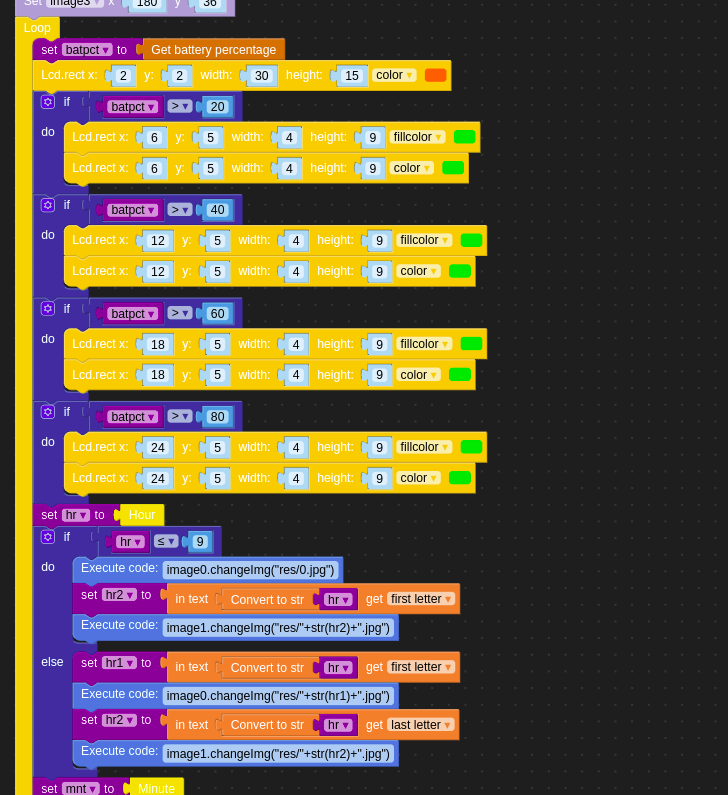 Set image3 x 180 y 36
Loop
set batpct ▾ to Get battery percentage
Lcd.rect x: 2 y: 2 width: 30 height: 15 color ▾
if batpct ▾ > ▾ 20
do Lcd.rect x: 6 y: 5 width: 4 height: 9 fillcolor ▾
Lcd.rect x: 6 y: 5 width: 4 height: 9 color ▾
if batpct ▾ > ▾ 40
do Lcd.rect x: 12 y: 5 width: 4 height: 9 fillcolor ▾
Lcd.rect x: 12 y: 5 width: 4 height: 9 color ▾
if batpct ▾ > ▾ 60
do Lcd.rect x: 18 y: 5 width: 4 height: 9 fillcolor ▾
Lcd.rect x: 18 y: 5 width: 4 height: 9 color ▾
if batpct ▾ > ▾ 80
do Lcd.rect x: 24 y: 5 width: 4 height: 9 fillcolor ▾
Lcd.rect x: 24 y: 5 width: 4 height: 9 color ▾
set hr ▾ to Hour
if hr ▾ ≤ ▾ 9
do Execute code: image0.changeImg("res/0.jpg")
set hr2 ▾ to in text Convert to str hr ▾ get first letter ▾
Execute code: image1.changeImg("res/"+str(hr2)+".jpg")
else set hr1 ▾ to in text Convert to str hr ▾ get first letter ▾
Execute code: image0.changeImg("res/"+str(hr1)+".jpg")
set hr2 ▾ to in text Convert to str hr ▾ get last letter ▾
Execute code: image1.changeImg("res/"+str(hr2)+".jpg")
set mnt ▾ to Minute